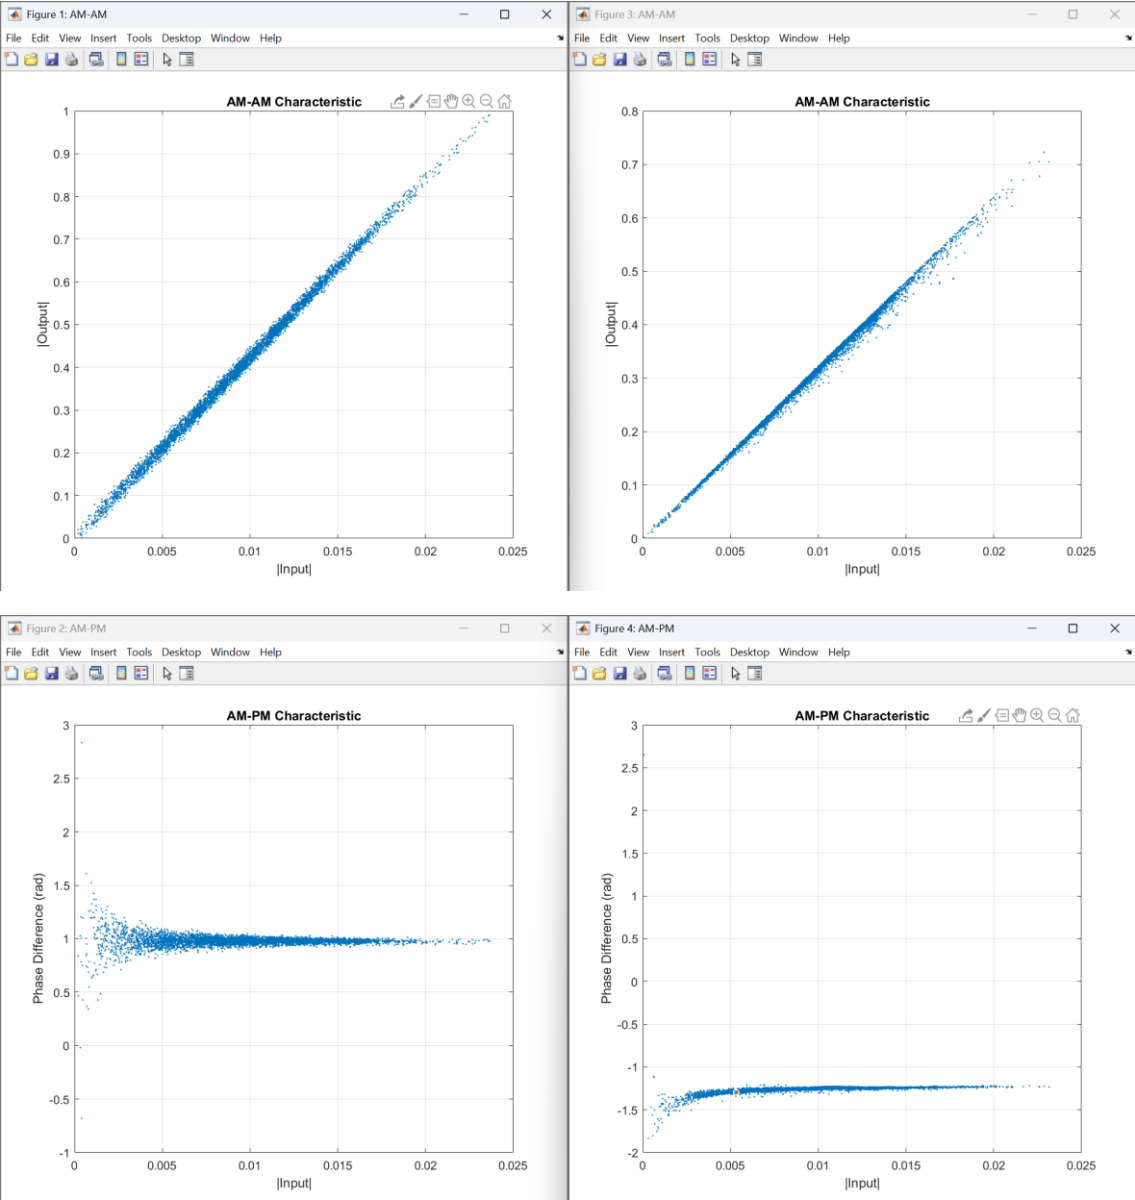 Figure 1: AM-AM
File Edit View Insert Tools Desktop Window Help
AM-AM Characteristic
1
0.9
0.8
0.7
0.6
0.5
0.4
0.3
0.2
0.1
0
|Output|
0 0.005 0.01 0.015 0.02 0.025
|Input|
Figure 3: AM-AM
File Edit View Insert Tools Desktop Window Help
AM-AM Characteristic
0.8
0.7
0.6
0.5
0.4
0.3
0.2
0.1
0
|Output|
0 0.005 0.01 0.015 0.02 0.025
|Input|
Figure 2: AM-PM
File Edit View Insert Tools Desktop Window Help
AM-PM Characteristic
3
2.5
2
1.5
1
0.5
0
-0.5
-1
Phase Difference (rad)
0 0.005 0.01 0.015 0.02 0.025
|Input|
Figure 4: AM-PM
File Edit View Insert Tools Desktop Window Help
AM-PM Characteristic
3
2.5
2
1.5
1
0.5
0
-0.5
-1
-1.5
-2
Phase Difference (rad)
0 0.005 0.01 0.015 0.02 0.025
|Input|